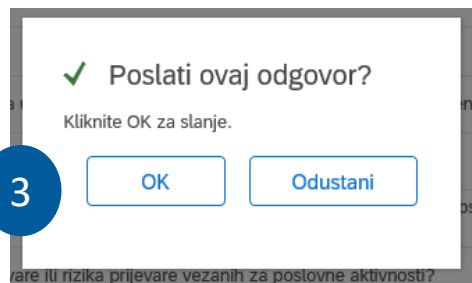 Poslati ovaj odgovor?
Kliknite OK za slanje.
3
OK Odustani
vare ili rizika prijevare vezanih za poslovne aktivnosti?